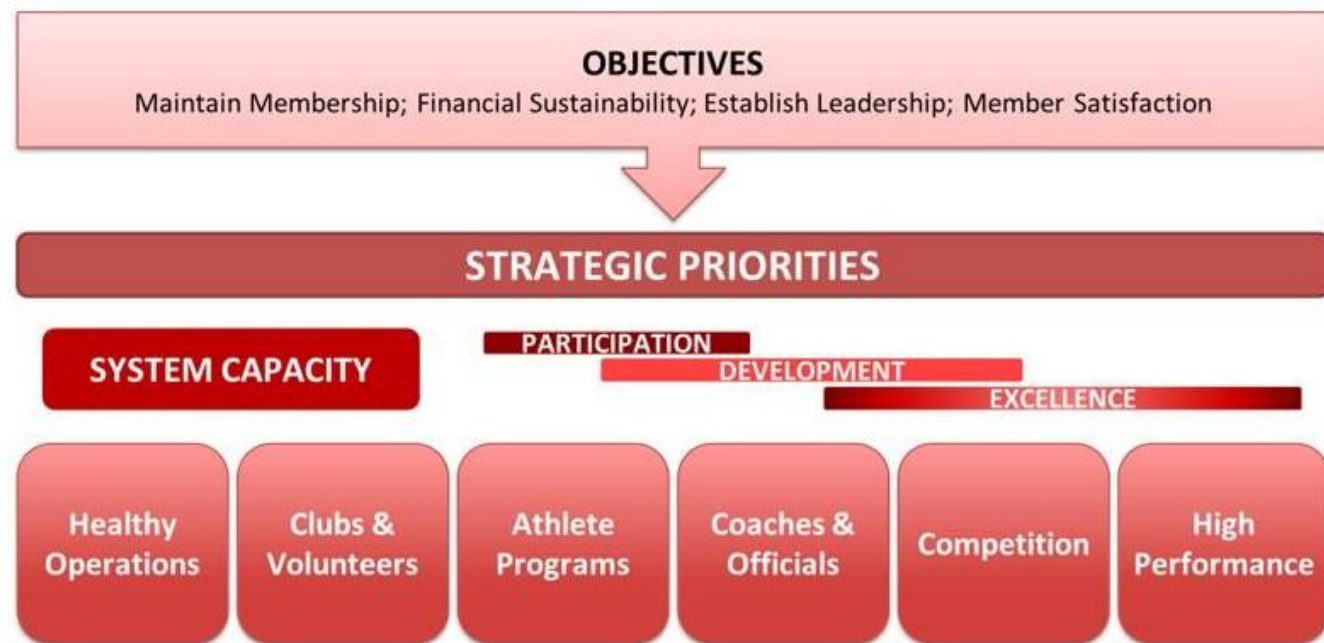 OBJECTIVES
Maintain Membership; Financial Sustainability; Establish Leadership; Member Satisfaction
STRATEGIC PRIORITIES
SYSTEM CAPACITY
PARTICIPATION
DEVELOPMENT
EXCELLENCE
Healthy
Operations
Clubs &
Volunteers
Athlete
Programs
Coaches &
Officials
Competition
High
Performance